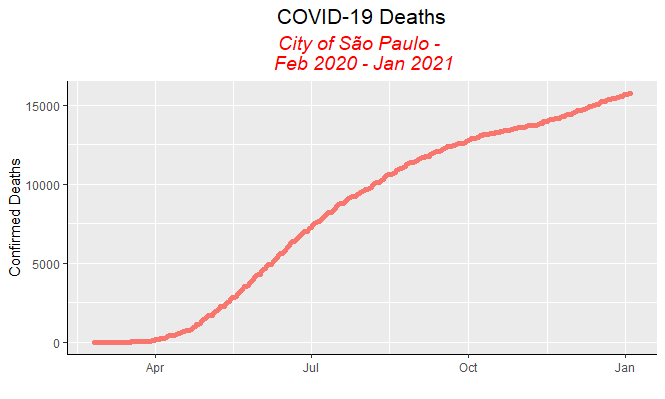 COVID-19 Deaths
City of São Paulo -
Feb 2020 - Jan 2021
Confirmed Deaths
15000
10000
5000
0
Apr Jul Oct Jan